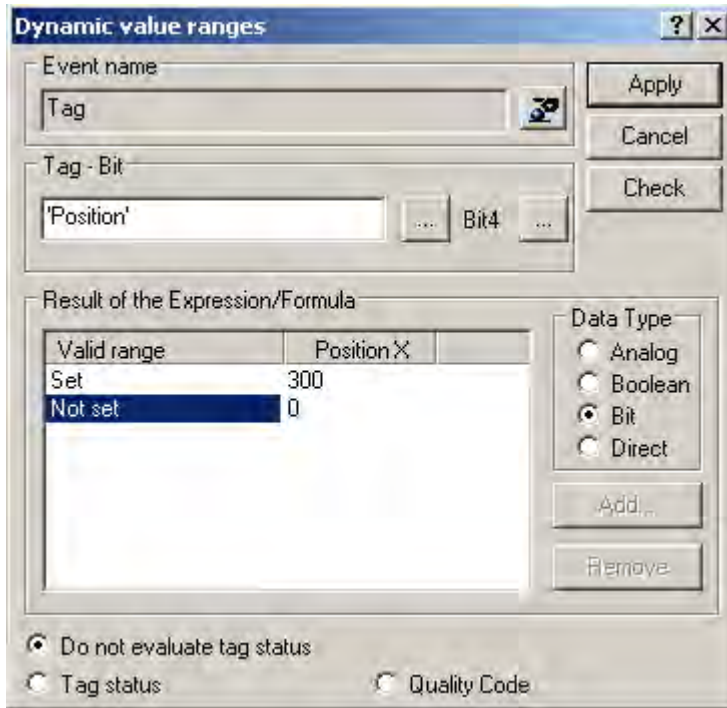 Dynamic value ranges
?
Event name
Tag
Apply
Cancel
Check
Tag - Bit
'Position'
...
Bit4
...
Result of the Expression/Formula
Valid range
Position X
Set
300
Not set
0
Data Type
Analog
Boolean
Bit
Direct
Add...
Remove
Do not evaluate tag status
Tag status
Quality Code